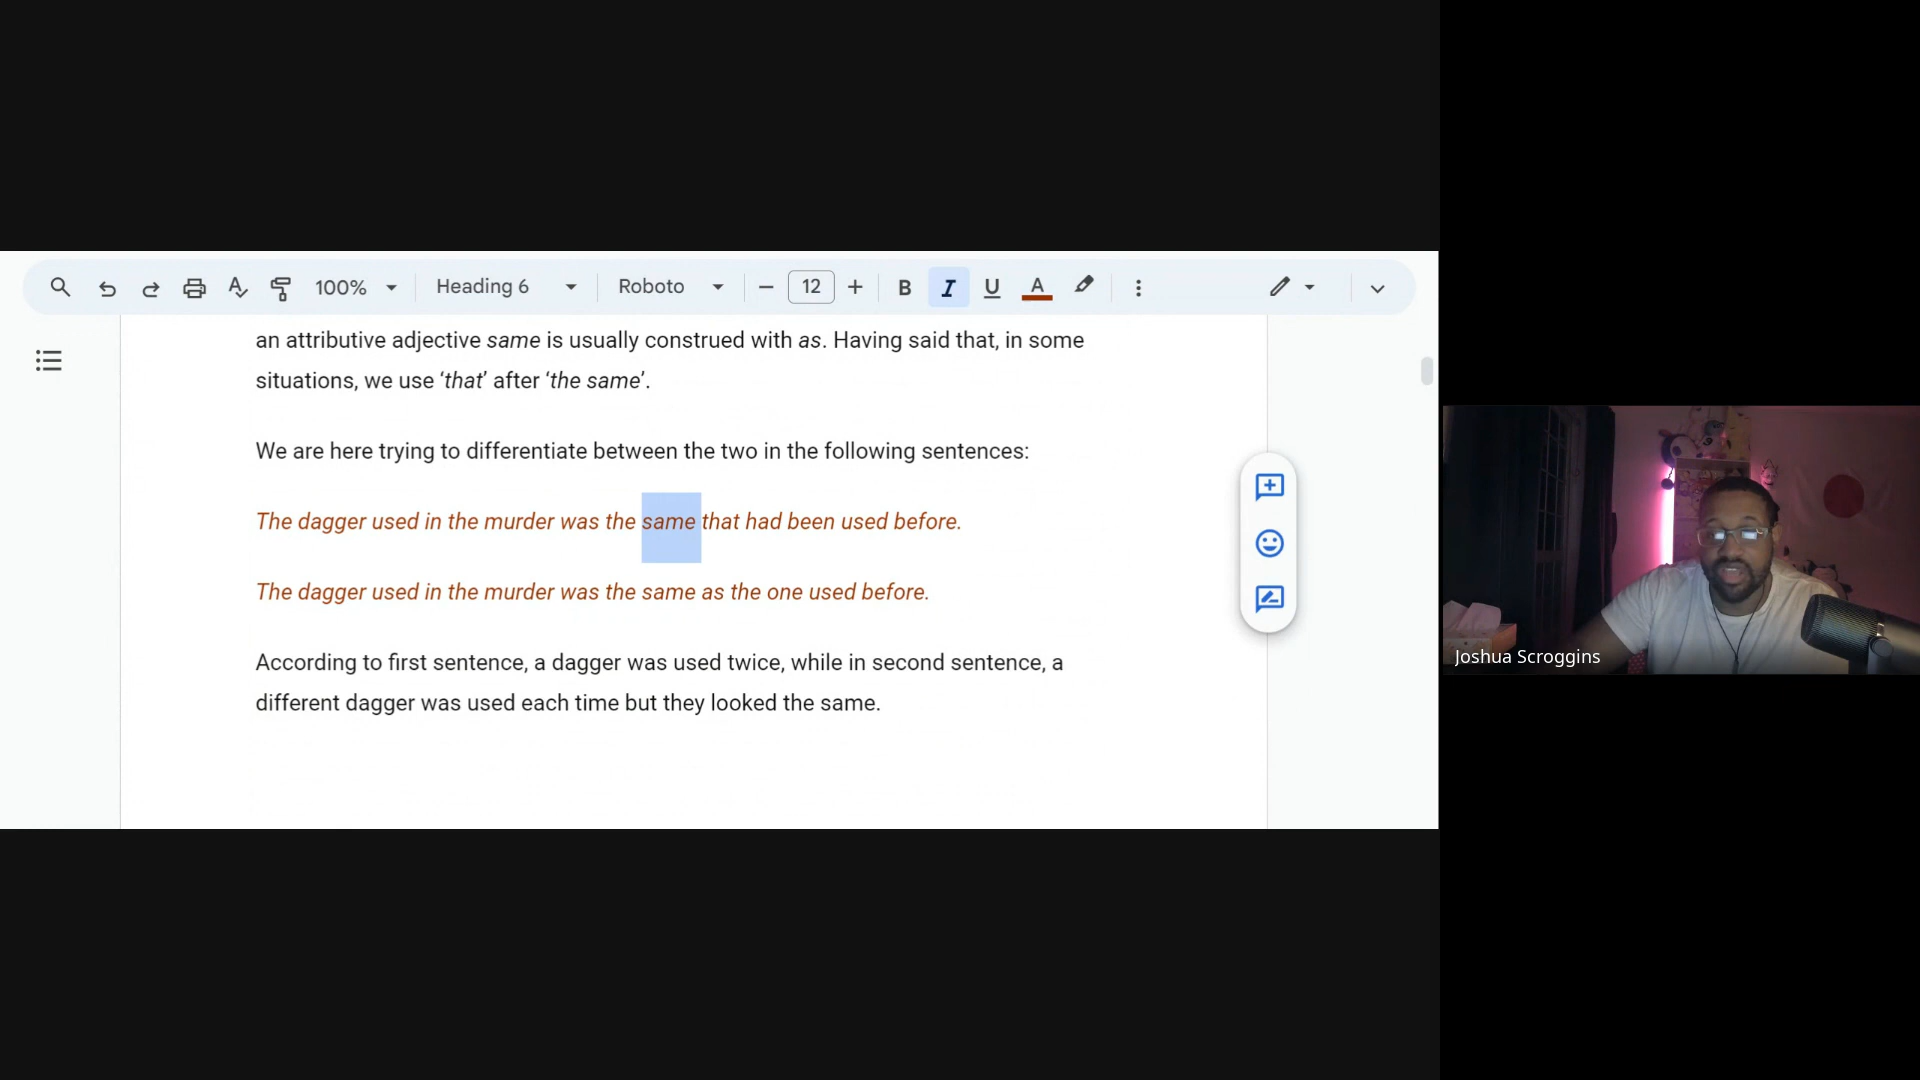 100% Heading 6 Roboto 12 B I U A
an attributive adjective same is usually construed with as. Having said that, in some
situations, we use ‘that’ after ‘the same’.
We are here trying to differentiate between the two in the following sentences:
The dagger used in the murder was the same that had been used before.
The dagger used in the murder was the same as the one used before.
According to first sentence, a dagger was used twice, while in second sentence, a
different dagger was used each time but they looked the same.
Joshua Scroggins